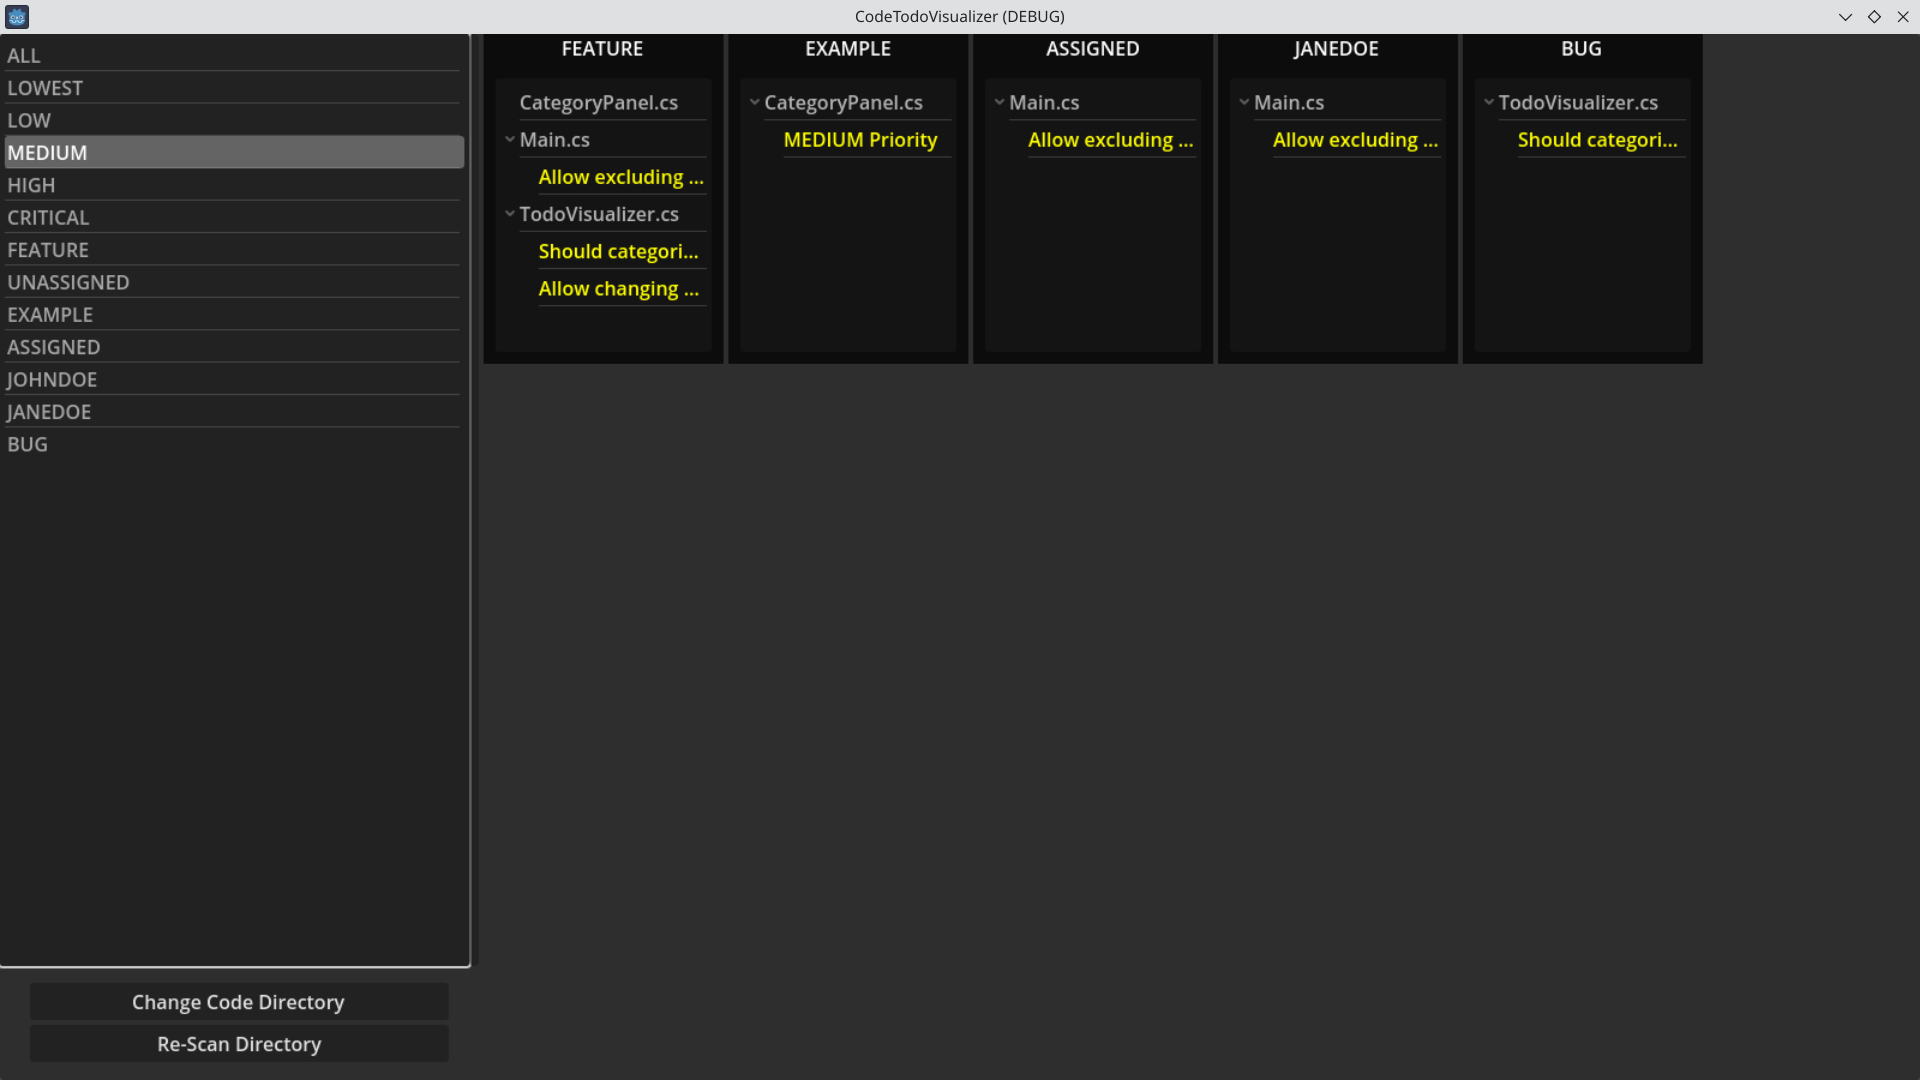 CodeTodoVisualizer (DEBUG)
ALL
LOWEST
LOW
MEDIUM
HIGH
CRITICAL
FEATURE
UNASSIGNED
EXAMPLE
ASSIGNED
JOHNDOE
JANEDOE
BUG
Change Code Directory
Re-Scan Directory
FEATURE
CategoryPanel.cs
Main.cs
Allow excluding ...
TodoVisualizer.cs
Should categori...
Allow changing ...
EXAMPLE
CategoryPanel.cs
MEDIUM Priority
ASSIGNED
Main.cs
Allow excluding ...
JANEDOE
Main.cs
Allow excluding ...
BUG
TodoVisualizer.cs
Should categori...